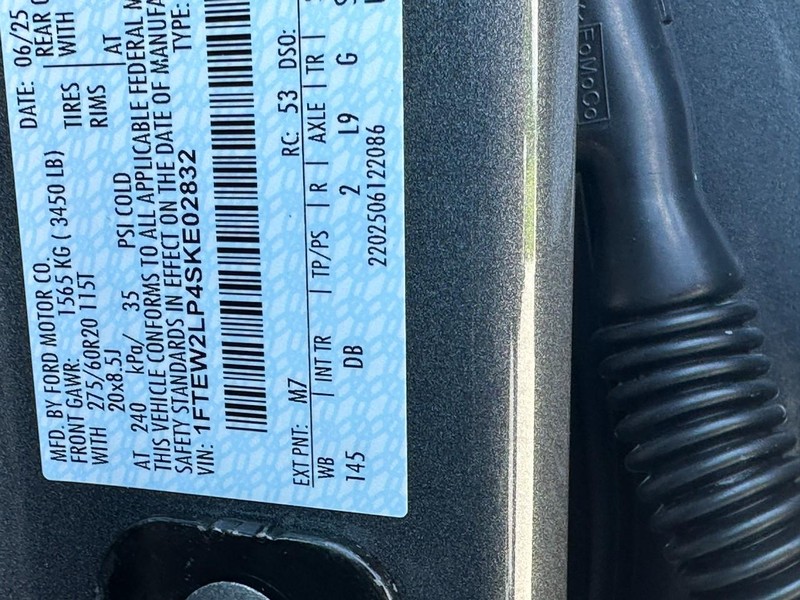 MFD. BY FORD MOTOR CO.
DATE: 06/25
FRONT GAWR: 1565 KG ( 3450 LB)
REAR
WITH 275/60R20 115T TIRES WITH
20x8.5J RIMS
AT 240 kPa/ 35 PSI COLD AT
THIS VEHICLE CONFORMS TO ALL APPLICABLE FEDERAL
SAFETY STANDARDS IN EFFECT ON THE DATE OF
VIN: 1FTEW2LP4SKE02832 TYPE:
EXT PNT: M7 RC: 53 DSO:
WB | INT TR | TP/PS | R | AXLE | TR |
145 DB 2 L9 G
2202506122086
FoMoCo